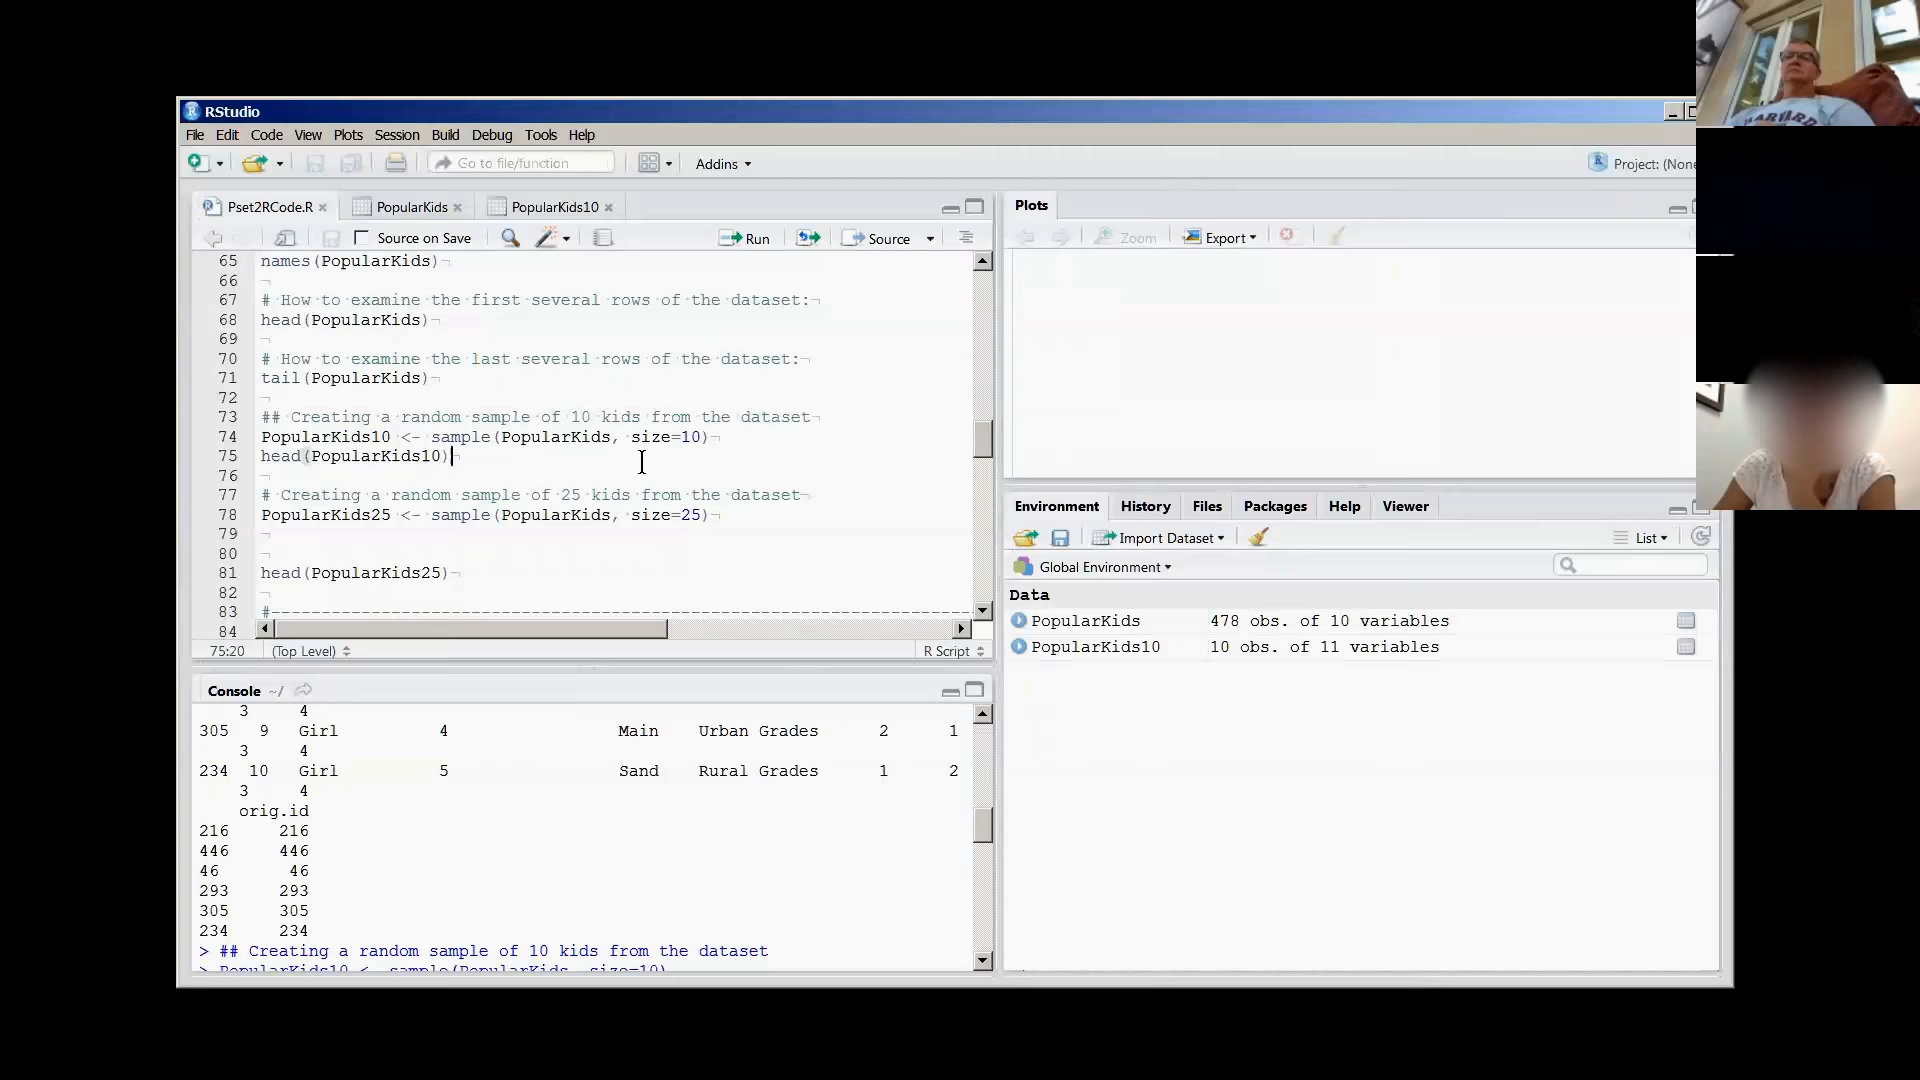 RStudio
File Edit Code View Plots Session Build Debug Tools Help
Go to file/function Addins Project: (None
Pset2RCode.R PopularKids PopularKids10
Source on Save Run Source
65 names(PopularKids)
66
67 # How to examine the first several rows of the dataset:
68 head(PopularKids)
69
70 # How to examine the last several rows of the dataset:
71 tail(PopularKids)
72
73 ## Creating a random sample of 10 kids from the dataset
74 PopularKids10 <- sample(PopularKids, size=10)
75 head(PopularKids10)
76
77 # Creating a random sample of 25 kids from the dataset
78 PopularKids25 <- sample(PopularKids, size=25)
79
80
81 head(PopularKids25)
82
83 #----------------------------------------------------------------------
84
75:20 (Top Level) R Script
Console ~/
3 4
305 9 Girl 4 Main Urban Grades 2 1
3 4
234 10 Girl 5 Sand Rural Grades 1 2
3 4
orig.id
216 216
446 446
46 46
293 293
305 305
234 234
> ## Creating a random sample of 10 kids from the dataset
> PopularKids10 <- sample(PopularKids, size=10)
Plots
Zoom Export
Environment History Files Packages Help Viewer
Import Dataset List
Global Environment
Data
PopularKids 478 obs. of 10 variables
PopularKids10 10 obs. of 11 variables
HARVARD